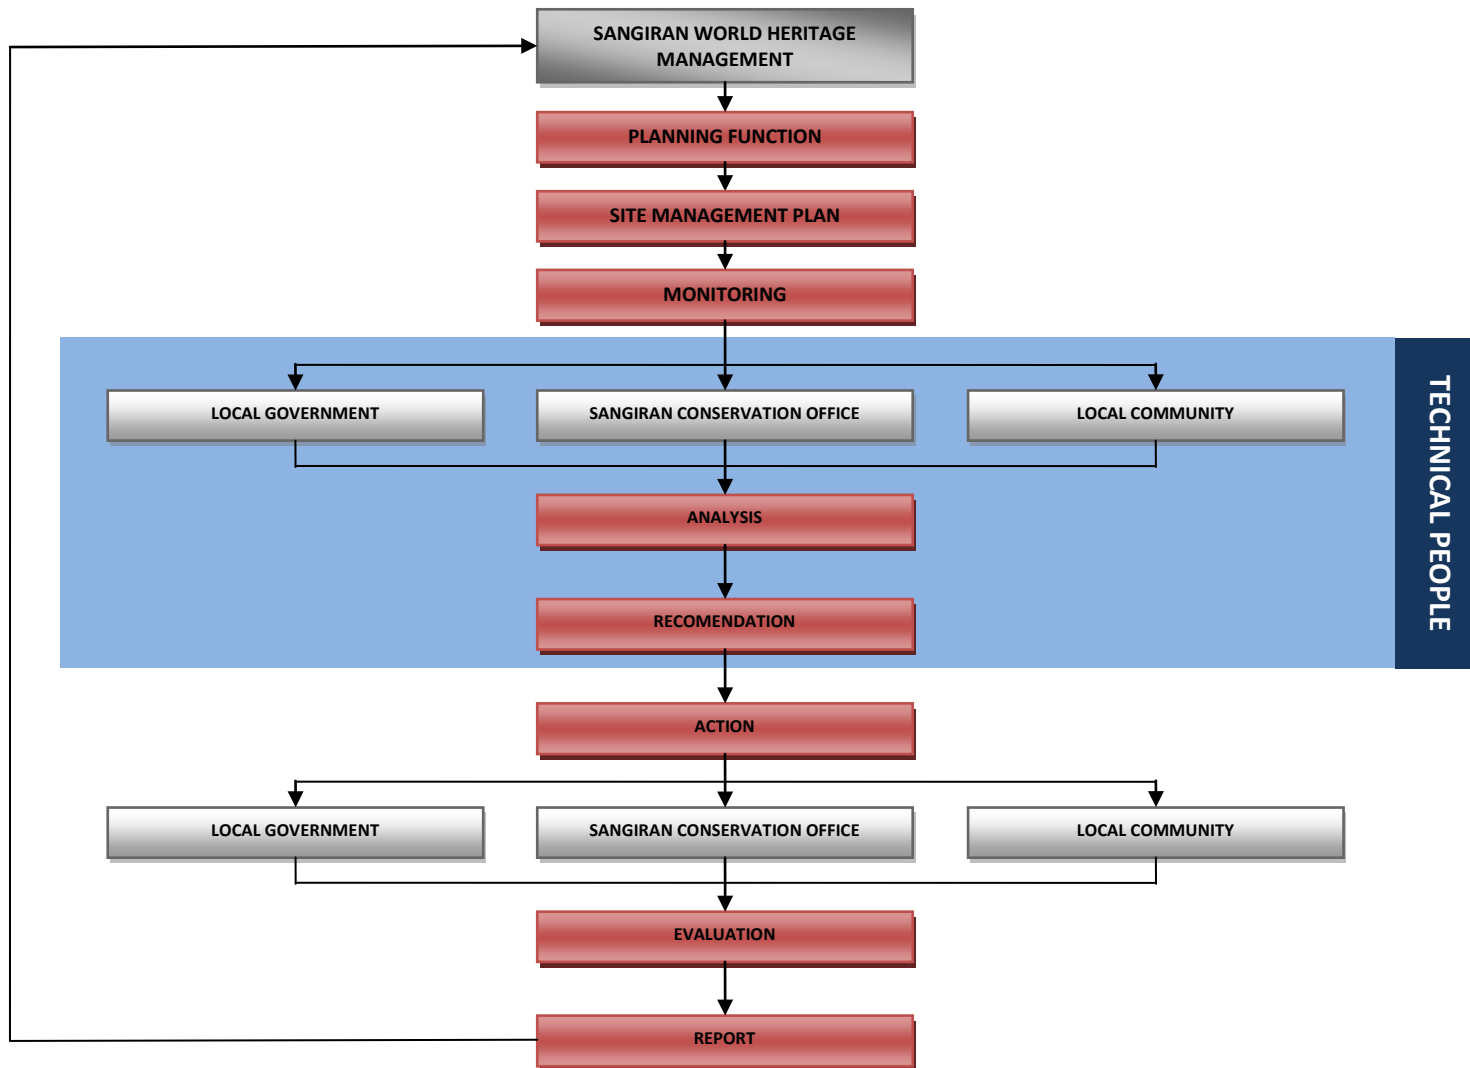 SANGIRAN WORLD HERITAGE
MANAGEMENT
PLANNING FUNCTION
SITE MANAGEMENT PLAN
MONITORING
LOCAL GOVERNMENT
SANGIRAN CONSERVATION OFFICE
LOCAL COMMUNITY
TECHNICAL PEOPLE
ANALYSIS
RECOMENDATION
ACTION
LOCAL GOVERNMENT
SANGIRAN CONSERVATION OFFICE
LOCAL COMMUNITY
EVALUATION
REPORT